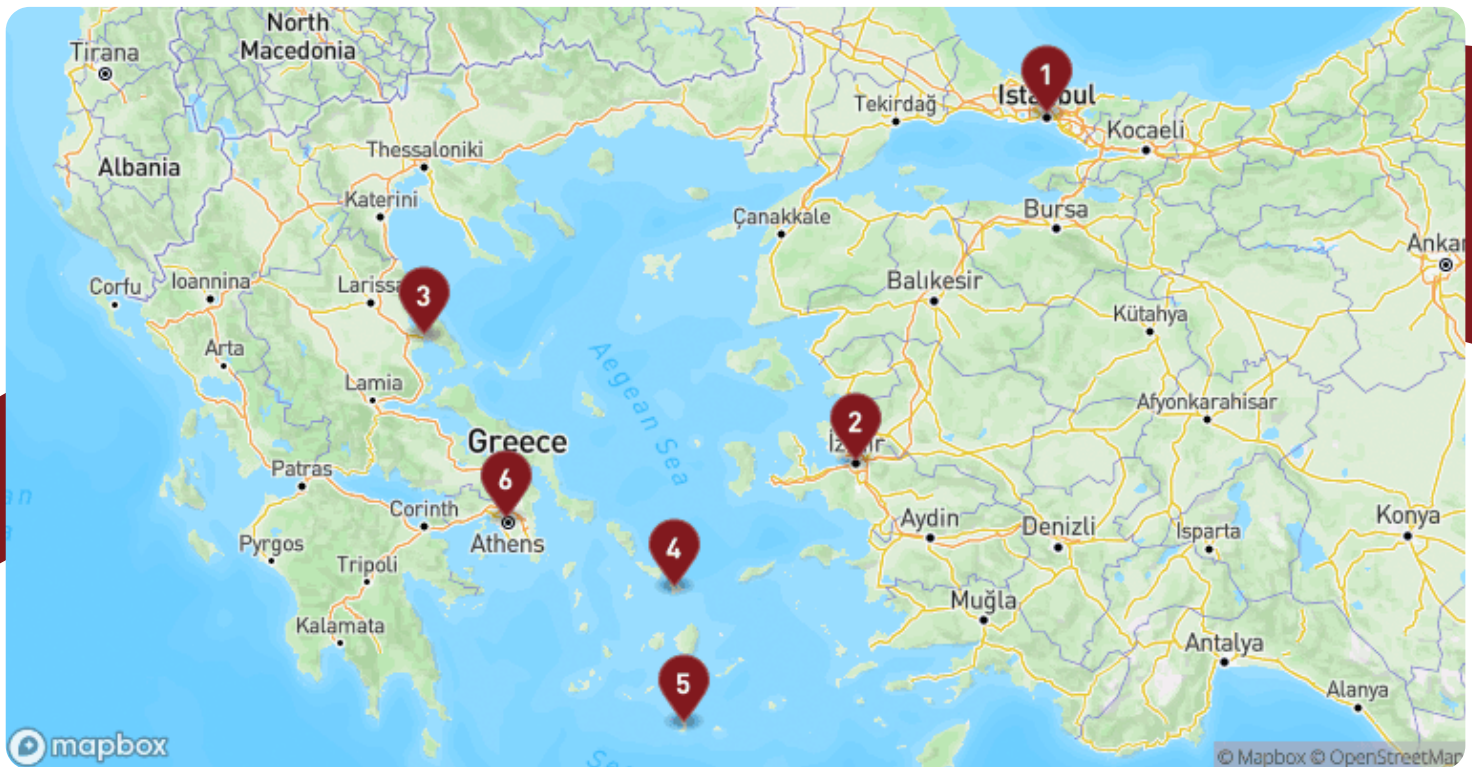 North
Macedonia
Tirana
1
Istanbul
Tekirdağ
Kocaeli
Albania
Thessaloniki
Katerini
Çanakkale
Bursa
Ankar
Corfu
Ioannina
Larissa
3
Balıkesir
Kütahya
Arta
Aegean Sea
Lamia
Afyonkarahisar
2
İzmir
Greece
Patras
6
Corinth
Athens
Aydin
Denizli
Isparta
Konya
Pyrgos
Tripoli
4
Muğla
Kalamata
Antalya
5
Alanya
mapbox
© Mapbox © OpenStreetMap